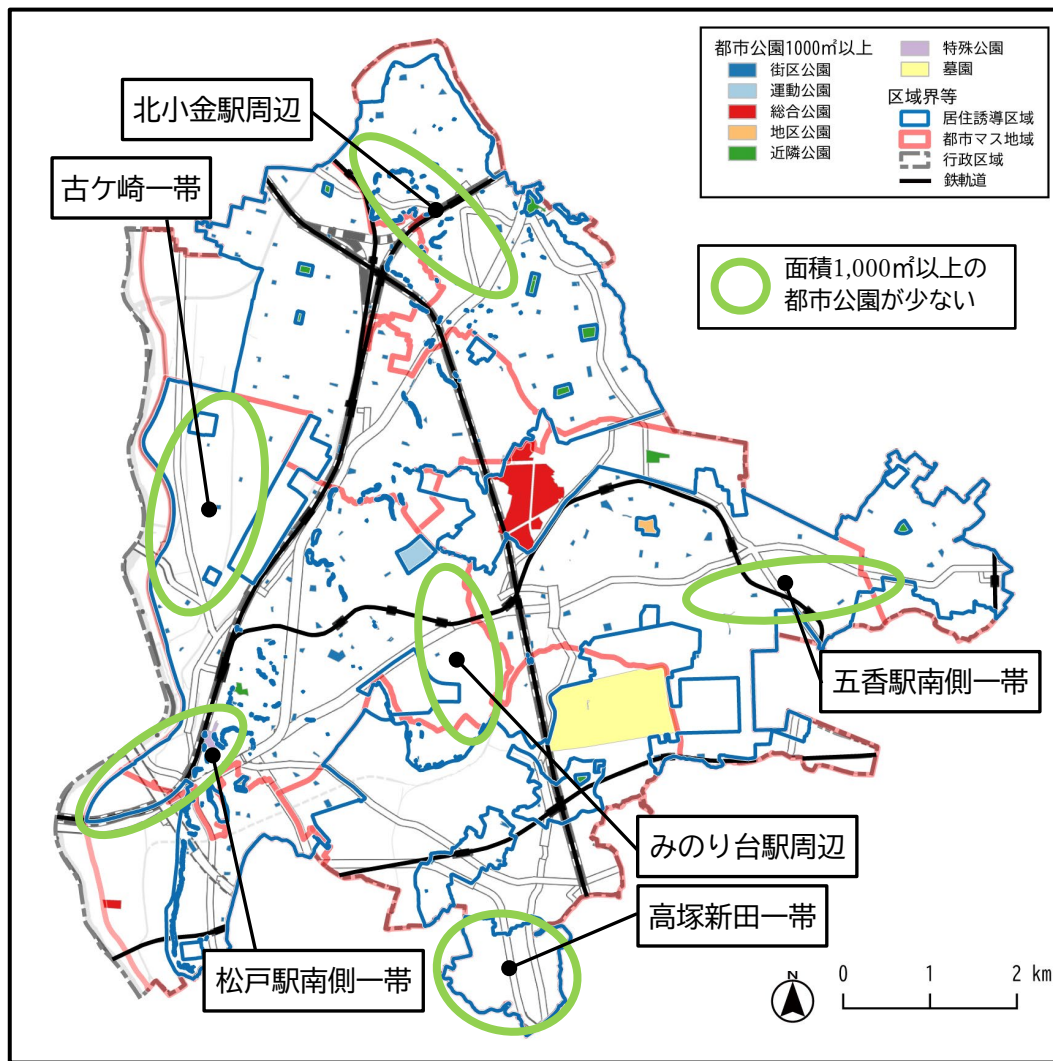 都市公園1000㎡以上
街区公園
運動公園
総合公園
地区公園
近隣公園
特殊公園
墓園
区域界等
居住誘導区域
都市マス地域
行政区域
鉄軌道
面積1,000㎡以上の
都市公園が少ない
北小金駅周辺
古ケ崎一帯
五香駅南側一帯
みのり台駅周辺
高塚新田一帯
松戸駅南側一帯
N
0 1 2 km